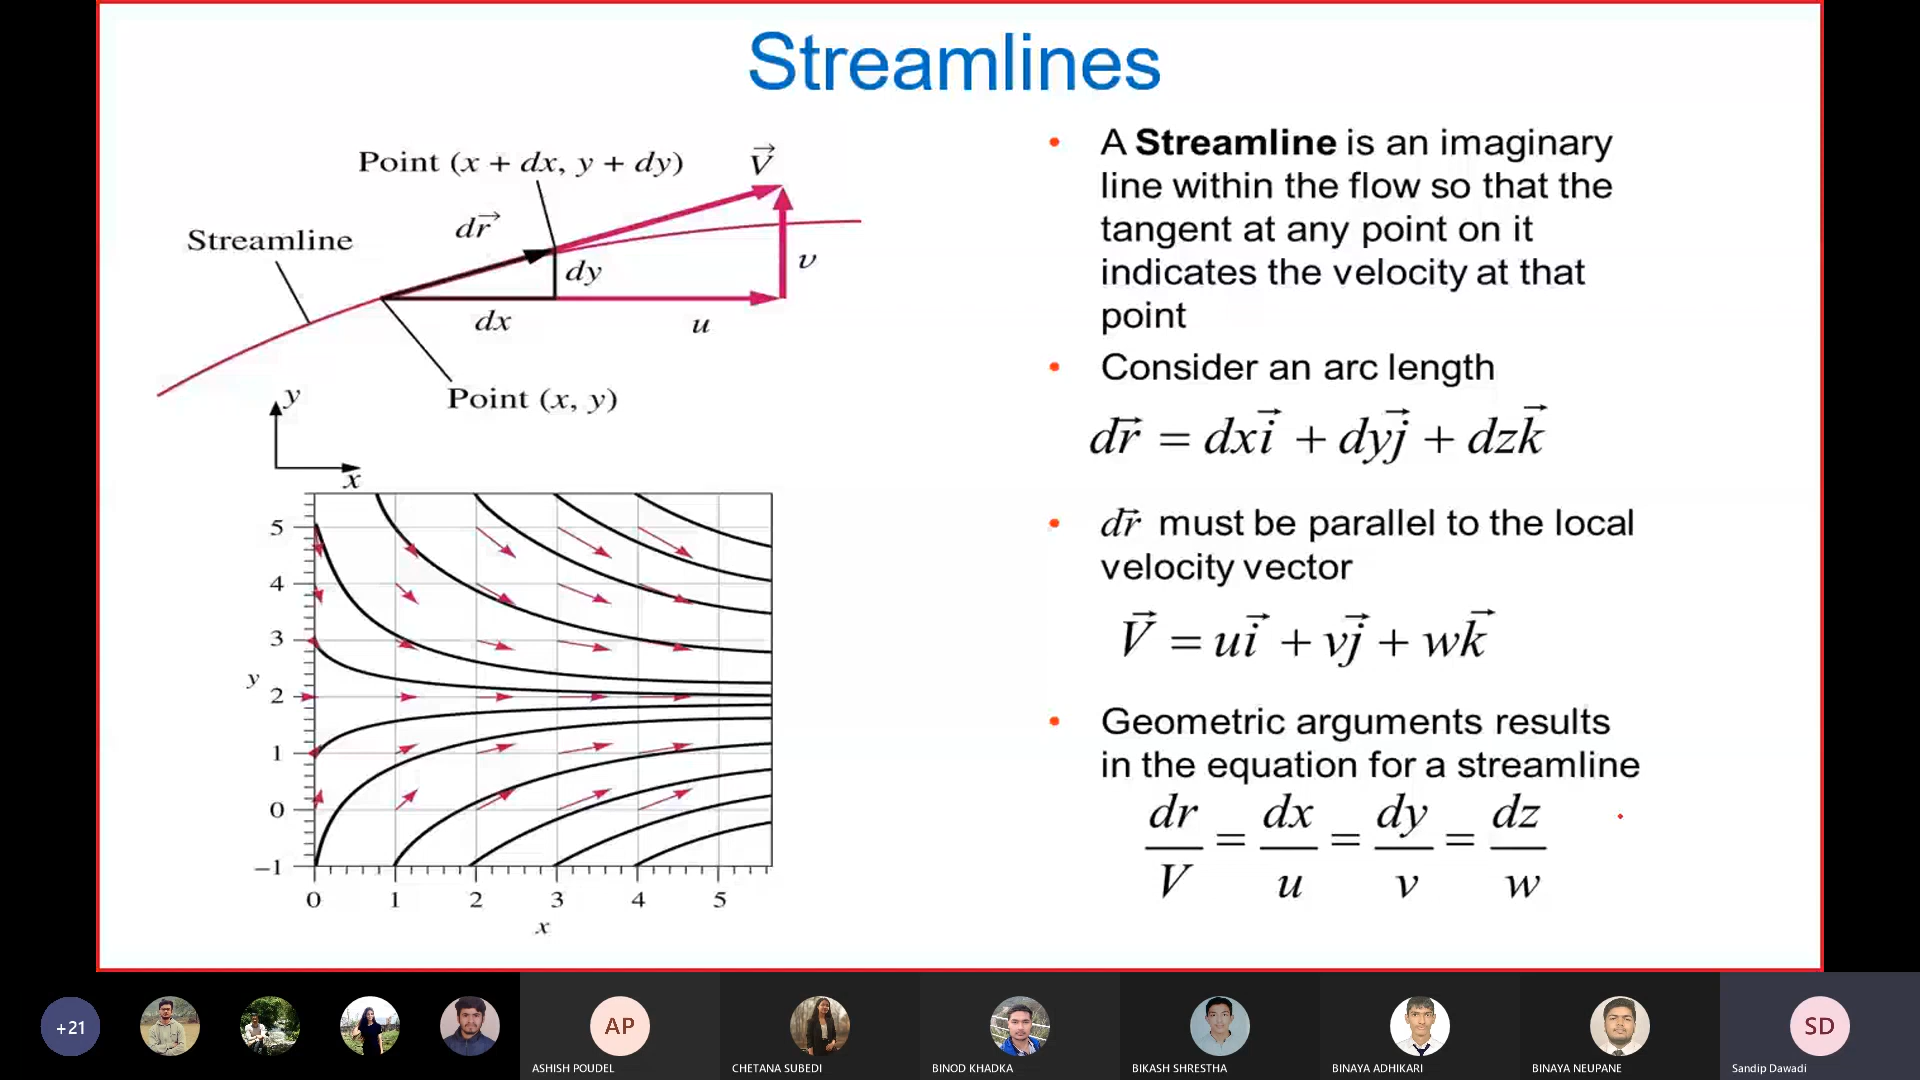 Streamlines
Point (x + dx, y + dy)
V⃗
dr⃗
Streamline
dy
v
dx
u
Point (x, y)
y
x
5
4
3
y
2
1
0
−1
0 1 2 3 4 5
x
• A Streamline is an imaginary
line within the flow so that the
tangent at any point on it
indicates the velocity at that
point
• Consider an arc length
dr⃗ = dxi⃗ + dyj⃗ + dzk⃗
• dr⃗ must be parallel to the local
velocity vector
V⃗ = ui⃗ + vj⃗ + wk⃗
• Geometric arguments results
in the equation for a streamline
dr/V = dx/u = dy/v = dz/w
+21
AP
SD
ASHISH POUDEL
CHETANA SUBEDI
BINOD KHADKA
BIKASH SHRESTHA
BINAYA ADHIKARI
BINAYA NEUPANE
Sandip Dawadi